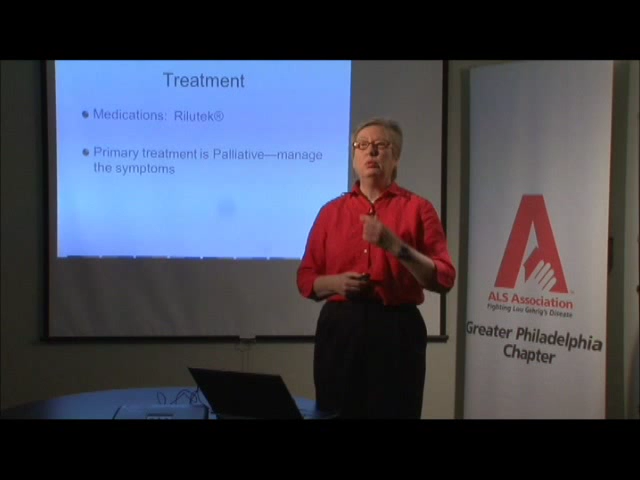 Treatment
Medications: Rilutek®
Primary treatment is Palliative—manage
the symptoms
ALS Association
Fighting Lou Gehrig's Disease
Greater Philadelphia
Chapter